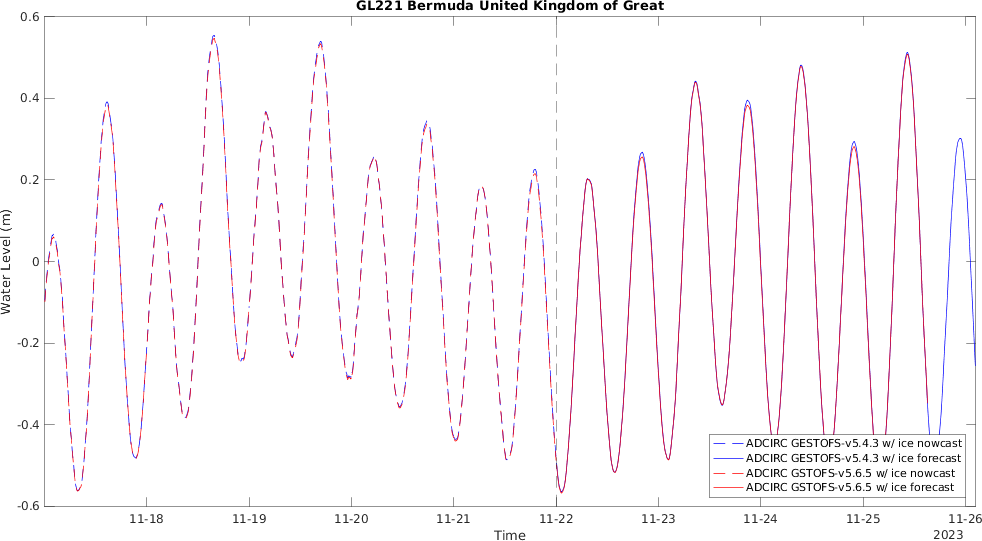 GL221 Bermuda United Kingdom of Great
0.6
0.4
0.2
0
-0.2
-0.4
-0.6
Water Level (m)
11-18 11-19 11-20 11-21 11-22 11-23 11-24 11-25 11-26
Time
2023
ADCIRC GESTOFS-v5.4.3 w/ ice nowcast
ADCIRC GESTOFS-v5.4.3 w/ ice forecast
ADCIRC GSTOFS-v5.6.5 w/ ice nowcast
ADCIRC GSTOFS-v5.6.5 w/ ice forecast